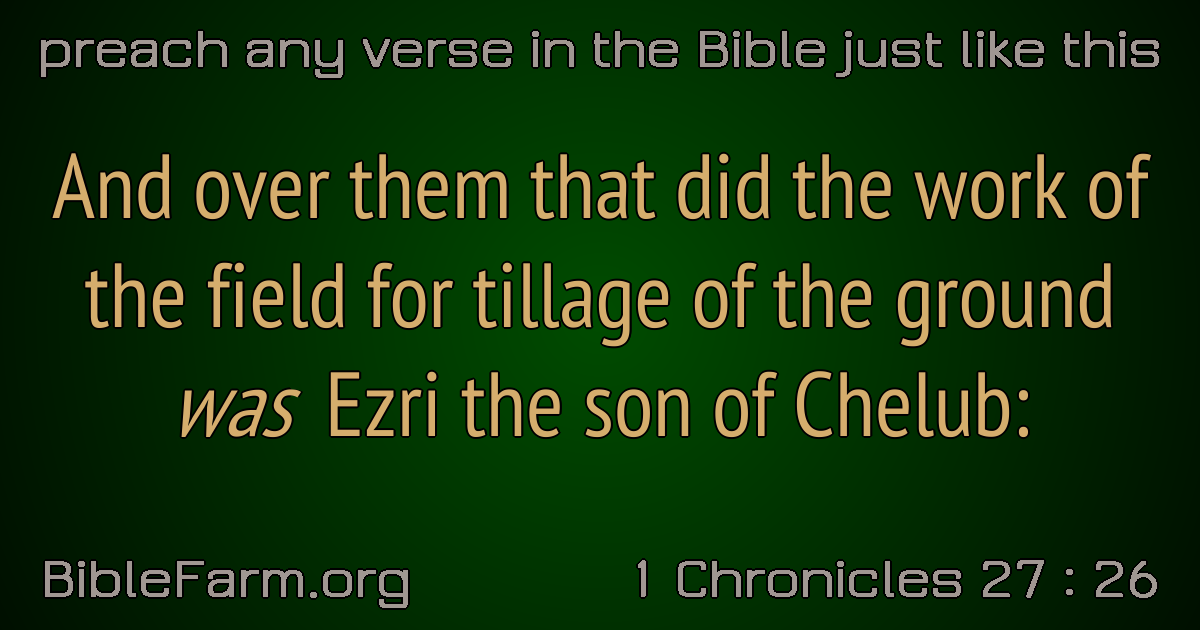 preach any verse in the Bible just like this
And over them that did the work of
the field for tillage of the ground
was Ezri the son of Chelub:
BibleFarm.org
1 Chronicles 27 : 26